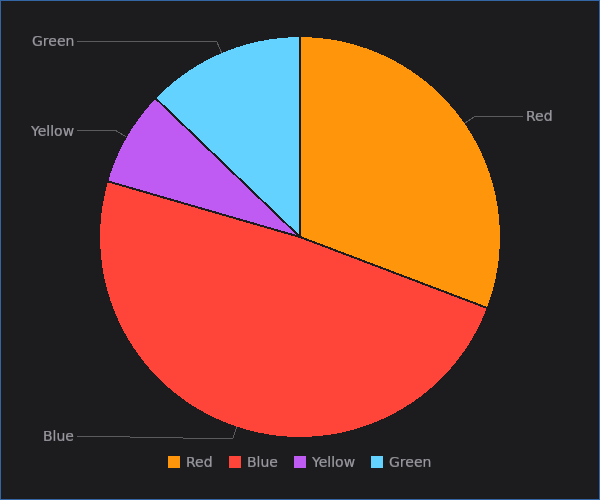 Green
Red
Yellow
Blue
Red Blue Yellow Green